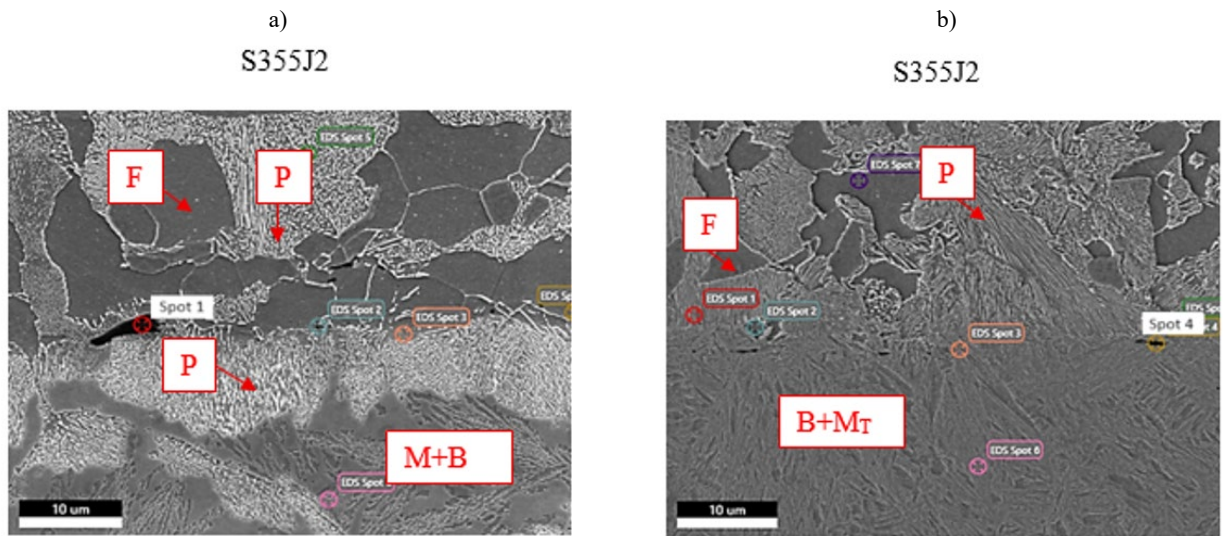 a)
S355J2
EDS Spot 5
F
P
Spot 1
EDS Spot 2
EDS Spot 3
P
M+B
10 um
b)
S355J2
EDS Spot 7
P
F
EDS Spot 1
EDS Spot 2
EDS Spot 3
Spot 4
B+MT
EDS Spot 6
10 um